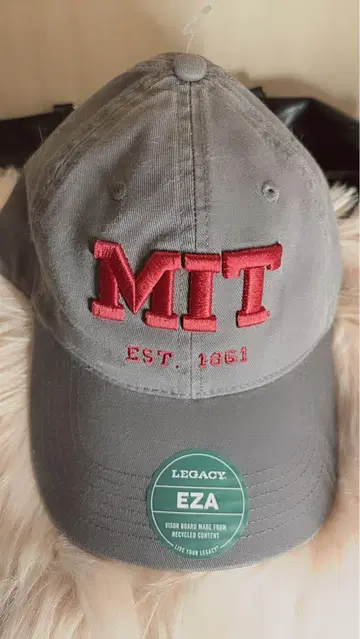 MIT
EST. 1861
LEGACY.
EZA
VISOR BOARD MADE FROM
RECYCLED CONTENT
LIVE YOUR LEGACY